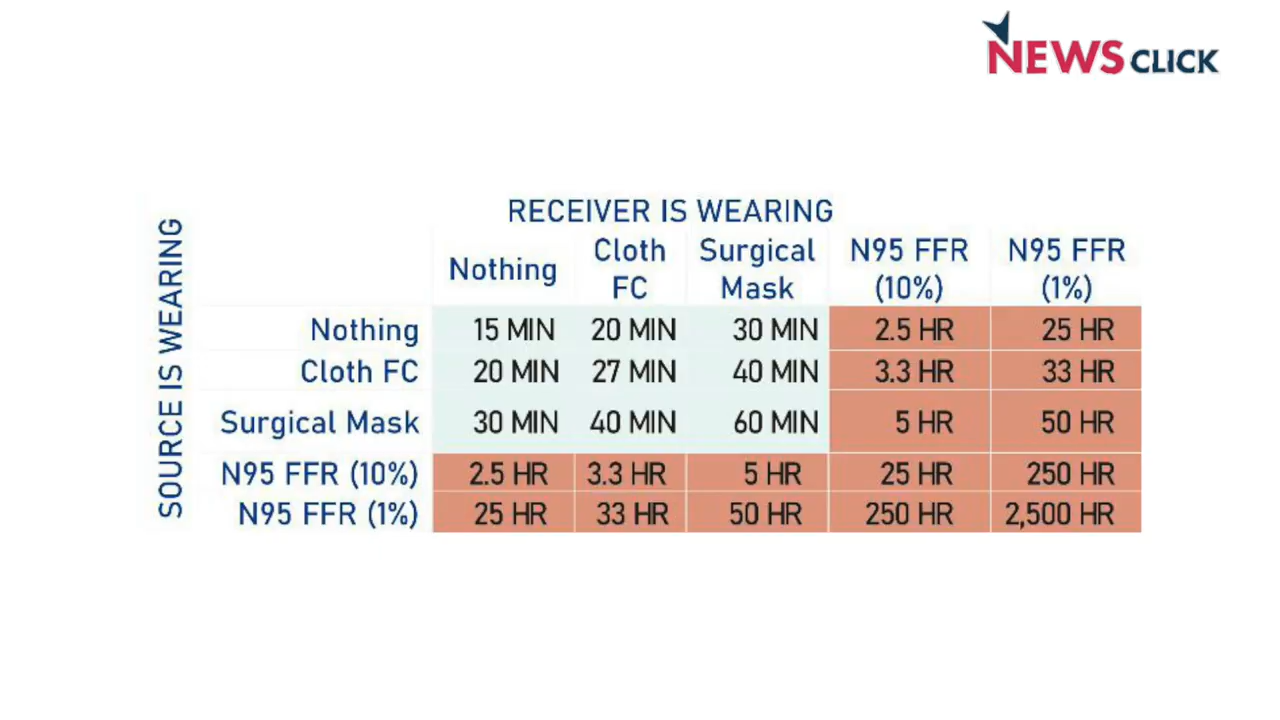 NEWS CLICK
RECEIVER IS WEARING
SOURCE IS WEARING
Nothing Cloth FC Surgical Mask N95 FFR (10%) N95 FFR (1%)
Nothing 15 MIN 20 MIN 30 MIN 2.5 HR 25 HR
Cloth FC 20 MIN 27 MIN 40 MIN 3.3 HR 33 HR
Surgical Mask 30 MIN 40 MIN 60 MIN 5 HR 50 HR
N95 FFR (10%) 2.5 HR 3.3 HR 5 HR 25 HR 250 HR
N95 FFR (1%) 25 HR 33 HR 50 HR 250 HR 2,500 HR